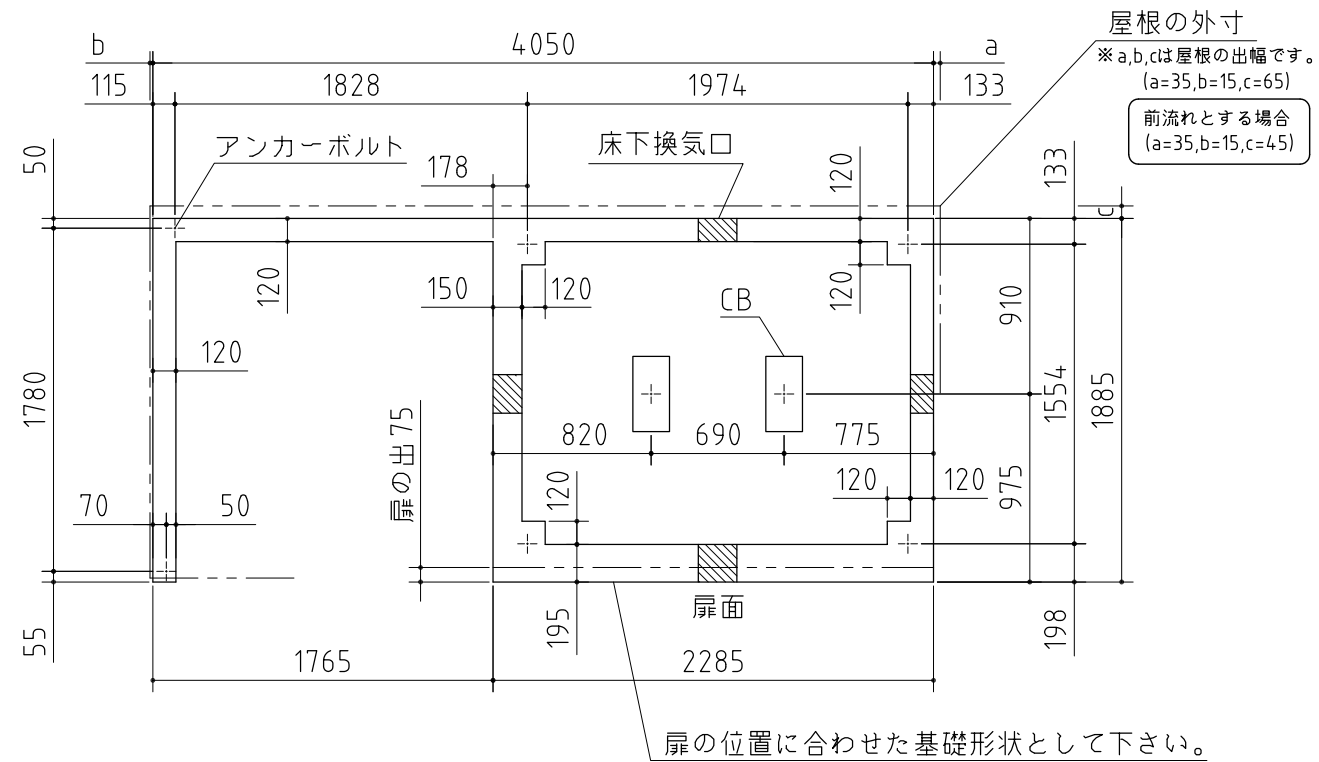 屋根の外寸
※a,b,cは屋根の出幅です。
(a=35,b=15,c=65)
前流れとする場合
(a=35,b=15,c=45)
b
4050
a
115
1828
1974
133
50
アンカーボルト
178
床下換気口
120
133
c
120
150
120
120
CB
910
120
1780
1554
1885
扉の出 75
820
690
775
70
50
120
120
120
975
55
195
扉面
198
1765
2285
扉の位置に合わせた基礎形状として下さい。